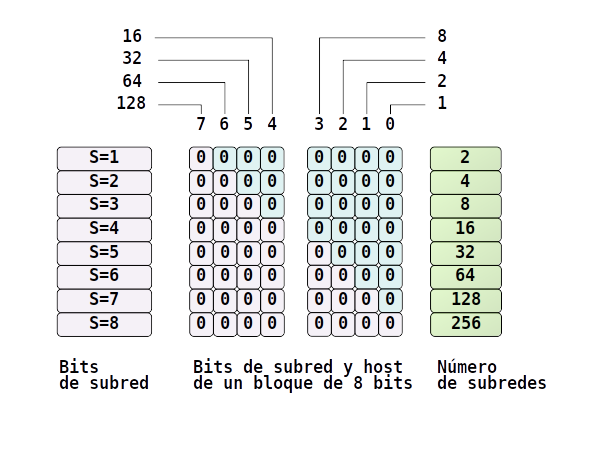 16 8
32 4
64 2
128 1
7 6 5 4 3 2 1 0
S=1 0 0 0 0 0 0 0 0 2
S=2 0 0 0 0 0 0 0 0 4
S=3 0 0 0 0 0 0 0 0 8
S=4 0 0 0 0 0 0 0 0 16
S=5 0 0 0 0 0 0 0 0 32
S=6 0 0 0 0 0 0 0 0 64
S=7 0 0 0 0 0 0 0 0 128
S=8 0 0 0 0 0 0 0 0 256
Bits
de subred
Bits de subred y host
de un bloque de 8 bits
Número
de subredes